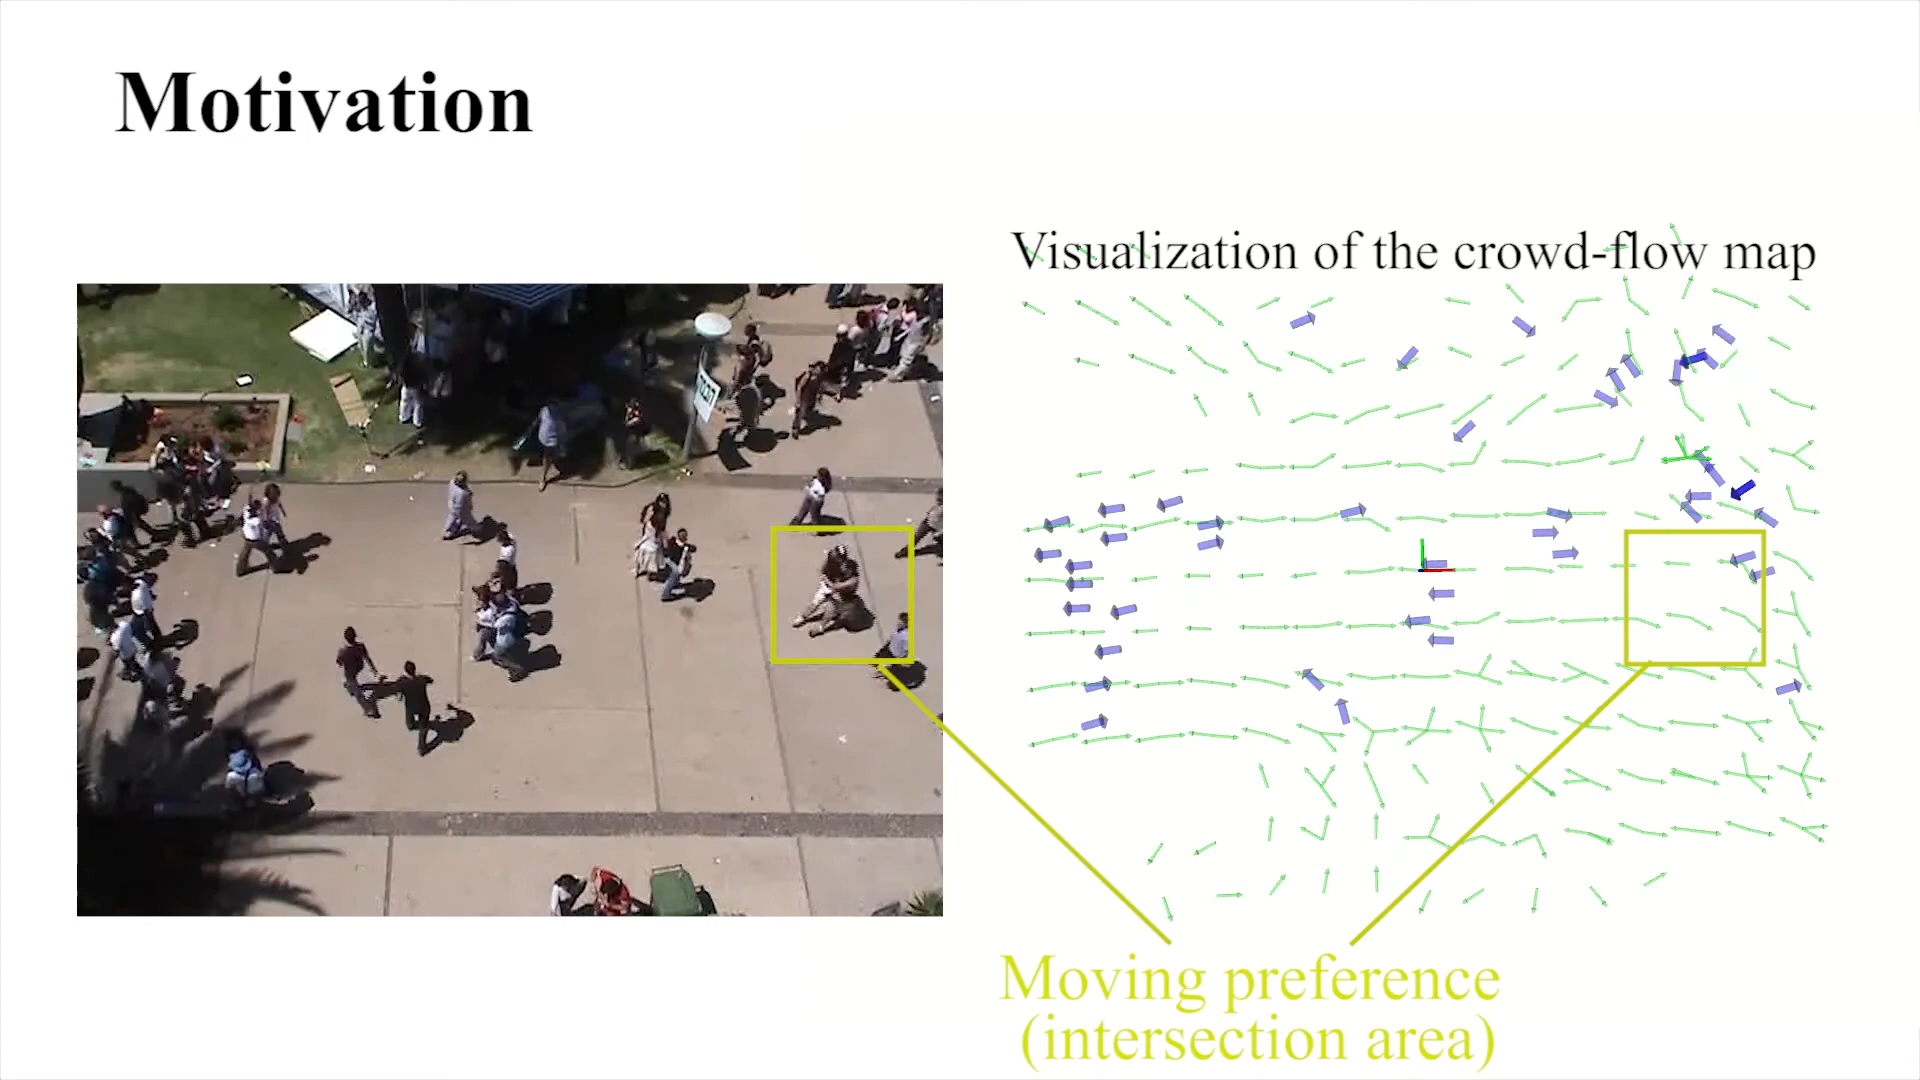 Motivation
Visualization of the crowd-flow map
Moving preference
(intersection area)